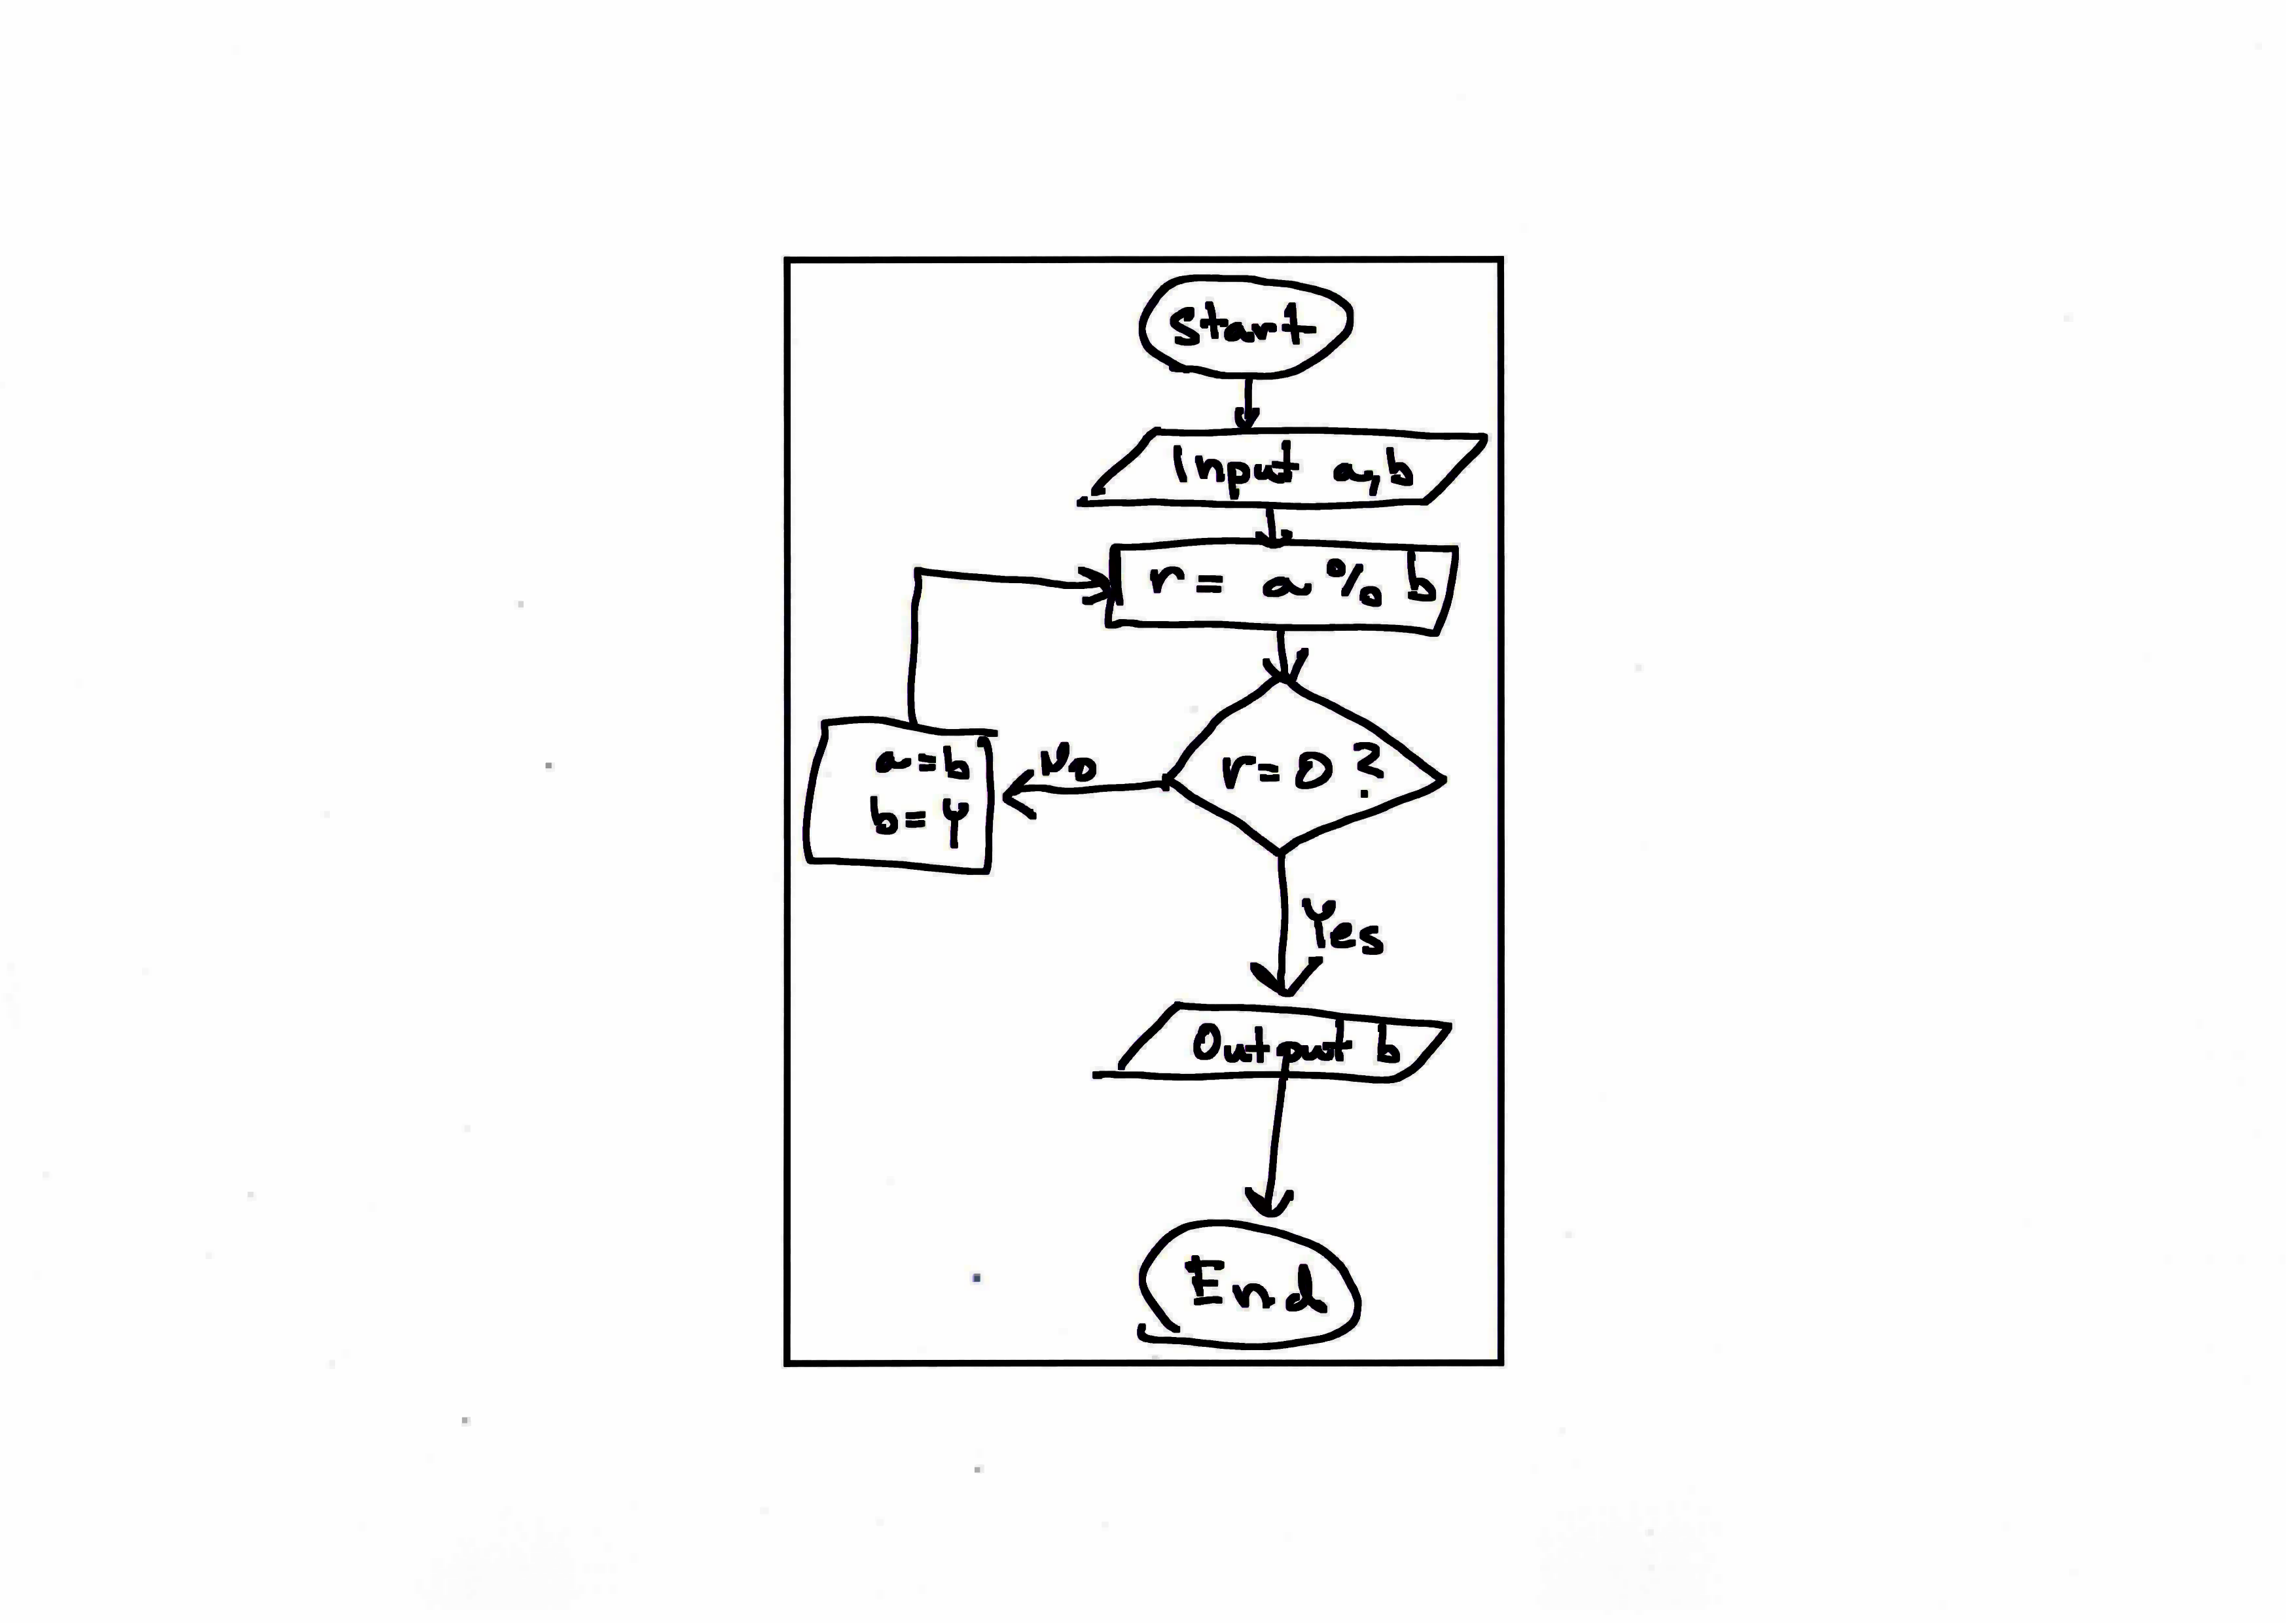 Start
Input a,b
r= a% b
r=0 ?
No
a=b
b=Y
Yes
Output b
End